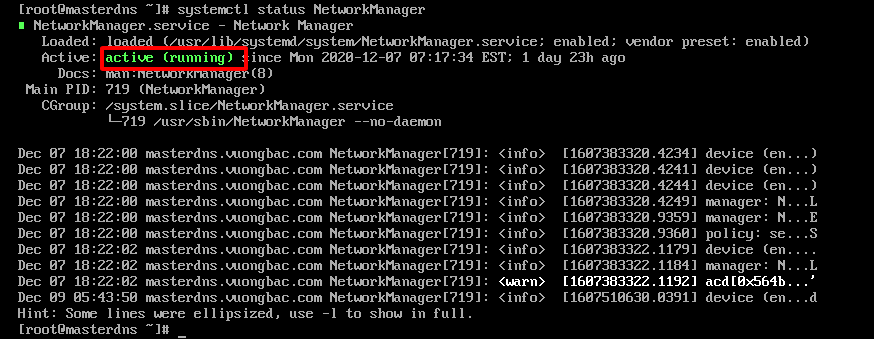 [root@masterdns ~]# systemctl status NetworkManager
■ NetworkManager.service - Network Manager
Loaded: loaded (/usr/lib/systemd/system/NetworkManager.service; enabled; vendor preset: enabled)
Active: active (running) since Mon 2020-12-07 07:17:34 EST; 1 day 23h ago
Docs: man:NetworkManager(8)
Main PID: 719 (NetworkManager)
CGroup: /system.slice/NetworkManager.service
└─719 /usr/sbin/NetworkManager --no-daemon
Dec 07 18:22:00 masterdns.vuongbac.com NetworkManager[719]: <info>  [1607383320.4234] device (en...)
Dec 07 18:22:00 masterdns.vuongbac.com NetworkManager[719]: <info>  [1607383320.4241] device (en...)
Dec 07 18:22:00 masterdns.vuongbac.com NetworkManager[719]: <info>  [1607383320.4244] device (en...)
Dec 07 18:22:00 masterdns.vuongbac.com NetworkManager[719]: <info>  [1607383320.4249] manager: N...L
Dec 07 18:22:00 masterdns.vuongbac.com NetworkManager[719]: <info>  [1607383320.9359] manager: N...E
Dec 07 18:22:00 masterdns.vuongbac.com NetworkManager[719]: <info>  [1607383320.9360] policy: se...S
Dec 07 18:22:02 masterdns.vuongbac.com NetworkManager[719]: <info>  [1607383322.1179] device (en....
Dec 07 18:22:02 masterdns.vuongbac.com NetworkManager[719]: <info>  [1607383322.1184] manager: N...L
Dec 07 18:22:02 masterdns.vuongbac.com NetworkManager[719]: <warn>  [1607383322.1192] acd[0x564b...'
Dec 09 05:43:50 masterdns.vuongbac.com NetworkManager[719]: <info>  [1607510630.0391] device (en...d
Hint: Some lines were ellipsized, use -l to show in full.
[root@masterdns ~]# _